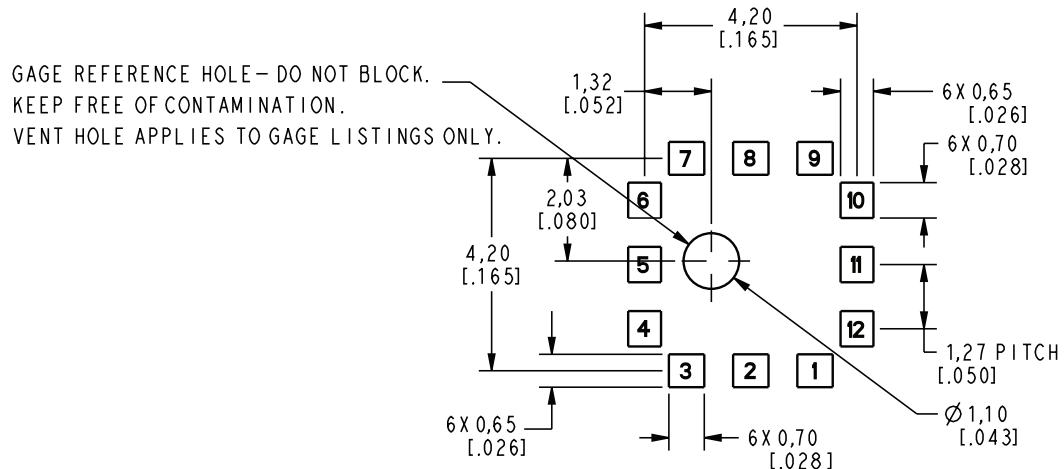 4,20
[.165]
GAGE REFERENCE HOLE- DO NOT BLOCK.
KEEP FREE OF CONTAMINATION.
VENT HOLE APPLIES TO GAGE LISTINGS ONLY.
1,32
[.052]
6X 0,65
[.026]
6X 0,70
[.028]
7
8
9
2,03
[.080]
6
10
4,20
[.165]
5
11
4
12
1,27 PITCH
[.050]
3
2
1
6X 0,65
[.026]
6X 0,70
[.028]
Ø 1,10
[.043]